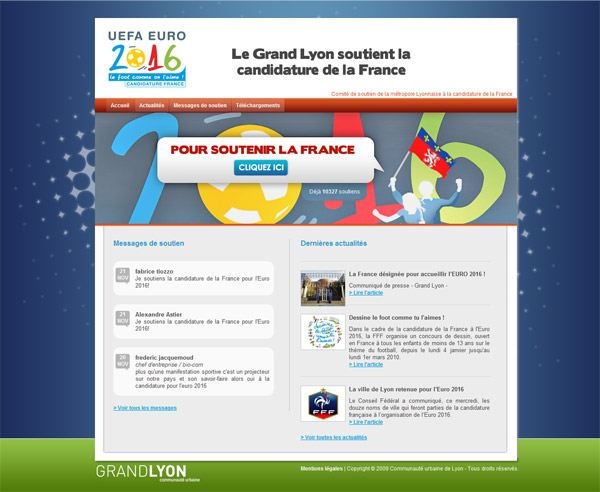 UEFA EURO
2016
le foot comme on l'aime !
CANDIDATURE FRANCE
Le Grand Lyon soutient la
candidature de la France
Comité de soutien de la métropole Lyonnaise à la candidature de la France
Accueil Actualités Messages de soutien Téléchargements
2016
POUR SOUTENIR LA FRANCE
CLIQUEZ ICI
Déjà 10327 soutiens
Messages de soutien
21
NOV
fabrice tiozzo
Je soutiens la candidature de la France pour l'Euro
2016!
21
NOV
Alexandre Astier
Je soutiens la candidature de la France pour l'Euro
2016!
20
NOV
frederic jacquemoud
chef d'entreprise / bio-com
plus qu'une manifestation sportive c'est un projecteur
sur notre pays et son savoir-faire alors oui à la
candidature pour l'euro 2016.
> Voir tous les messages
Dernières actualités
La France désignée pour accueillir l'EURO 2016 !
Communiqué de presse - Grand Lyon -
> Lire l'article
Dessine le foot comme tu l'aimes !
Dans le cadre de la candidature de la France à l'Euro
2016, la FFF organise un concours de dessin, ouvert
en France à tous les enfants de moins de 13 ans sur le
thème du football, depuis le lundi 4 janvier jusqu'au
lundi 1er mars 2010.
> Lire l'article
FFF
La ville de Lyon retenue pour l'Euro 2016
Le Conseil Fédéral a communiqué, ce mercredi, les
douze noms de villes qui feront parties de la candidature
française à l'organisation de l'Euro 2016.
> Lire l'article
> Voir toutes les actualités
GRANDLYON
communauté urbaine
Mentions légales | Copyright © 2009 Communauté urbaine de Lyon - Tous droits réservés